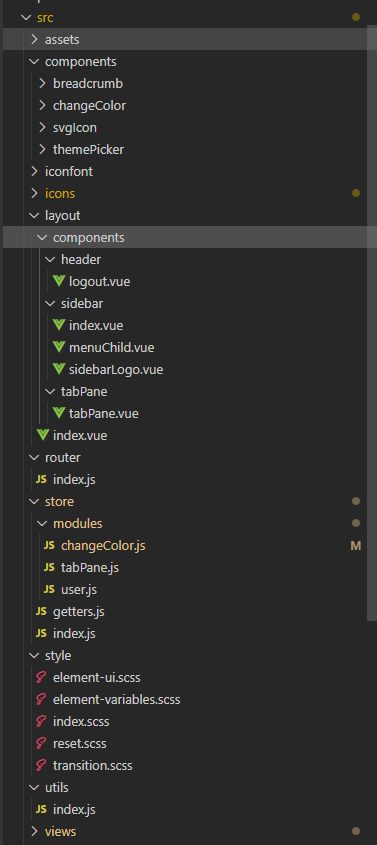 src
assets
components
breadcrumb
changeColor
svgIcon
themePicker
iconfont
icons
layout
components
header
logout.vue
sidebar
index.vue
menuChild.vue
sidebarLogo.vue
tabPane
tabPane.vue
index.vue
router
JS index.js
store
modules
JS changeColor.js M
JS tabPane.js
JS user.js
JS getters.js
JS index.js
style
element-ui.scss
element-variables.scss
index.scss
reset.scss
transition.scss
utils
JS index.js
views